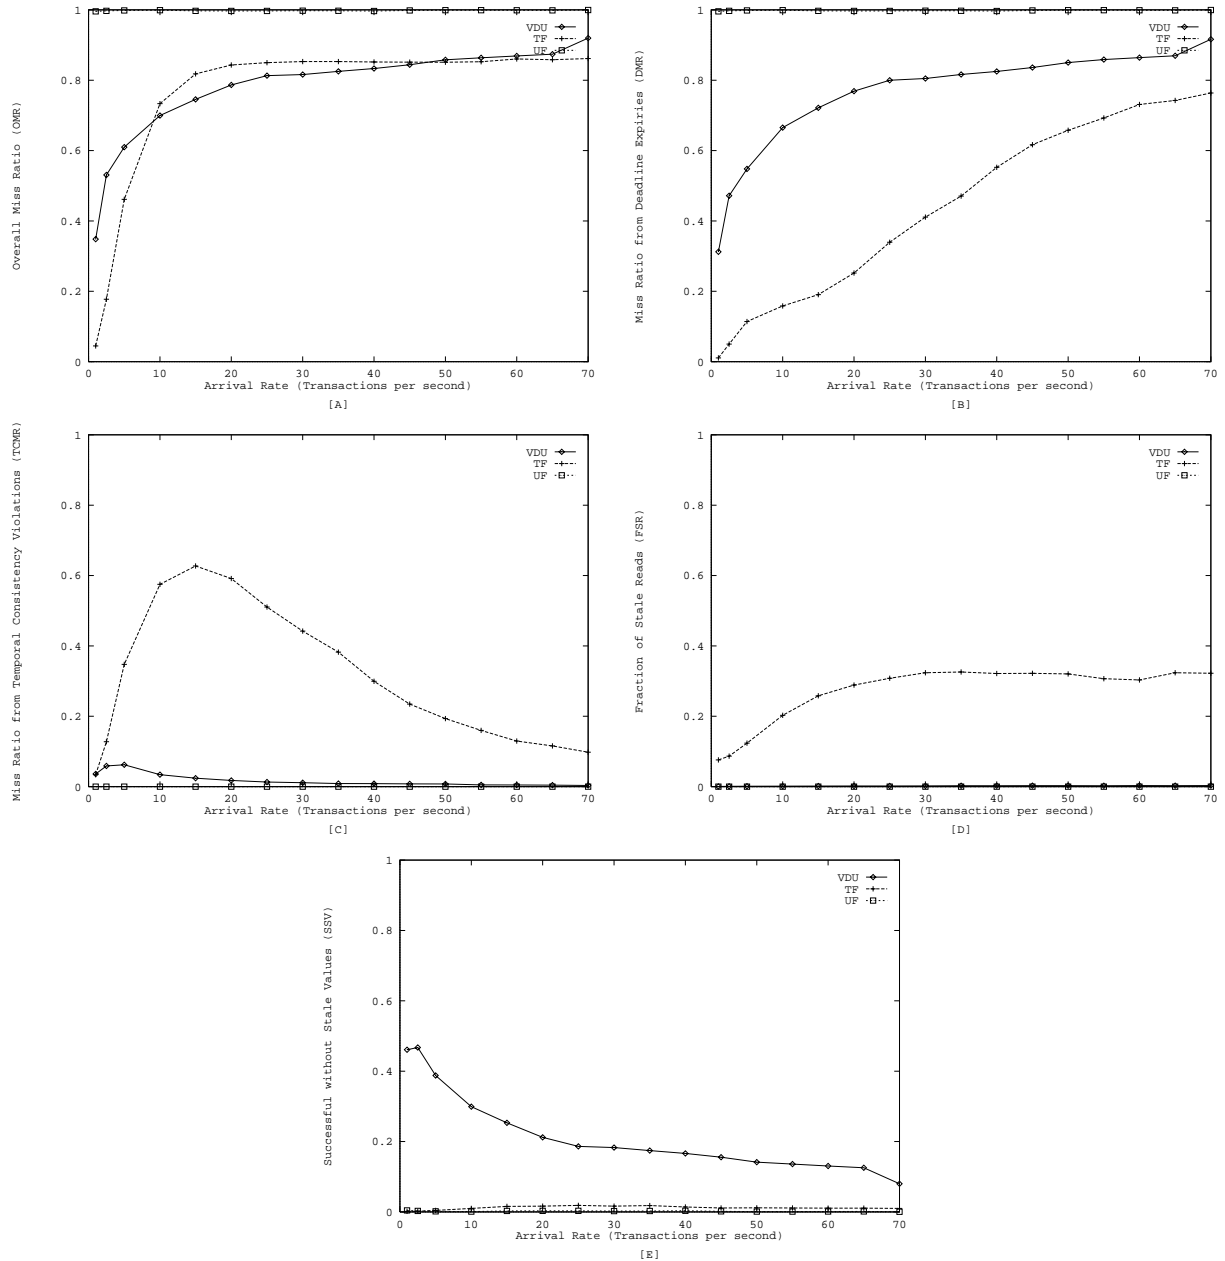 1
0.8
0.6
0.4
0.2
0
0 10 20 30 40 50 60 70
Overall Miss Ratio (OMR)
Arrival Rate (Transactions per second)
[A]
VDU
TF
UF
1
0.8
0.6
0.4
0.2
0
0 10 20 30 40 50 60 70
Miss Ratio from Deadline Expiries (DMR)
Arrival Rate (Transactions per second)
[B]
VDU
TF
UF
1
0.8
0.6
0.4
0.2
0
0 10 20 30 40 50 60 70
Miss Ratio from Temporal Consistency Violations (TCMR)
Arrival Rate (Transactions per second)
[C]
VDU
TF
UF
1
0.8
0.6
0.4
0.2
0
0 10 20 30 40 50 60 70
Fraction of Stale Reads (FSR)
Arrival Rate (Transactions per second)
[D]
VDU
TF
UF
1
0.8
0.6
0.4
0.2
0
0 10 20 30 40 50 60 70
Successful without Stale Values (SSV)
Arrival Rate (Transactions per second)
[E]
VDU
TF
UF